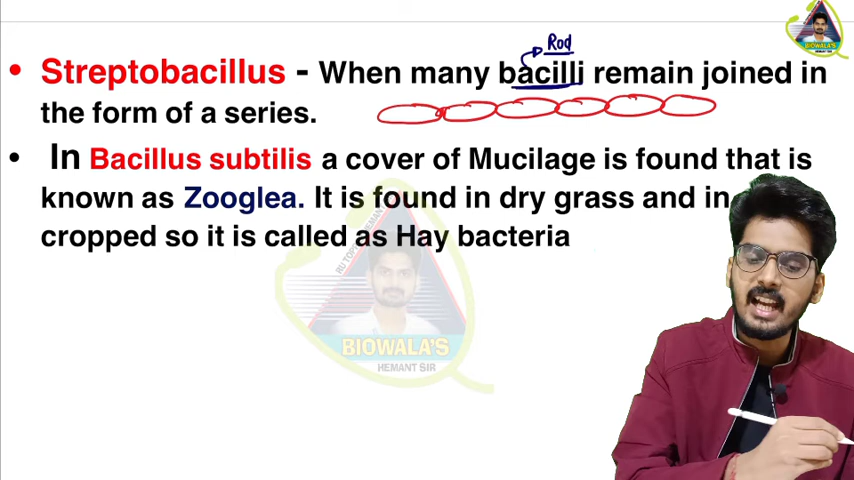 BIOWALA'S
Rod
• Streptobacillus - When many bacilli remain joined in
the form of a series.
• In Bacillus subtilis a cover of Mucilage is found that is
known as Zooglea. It is found in dry grass and in
cropped so it is called as Hay bacteria
BIOWALA'S
HEMANT SIR